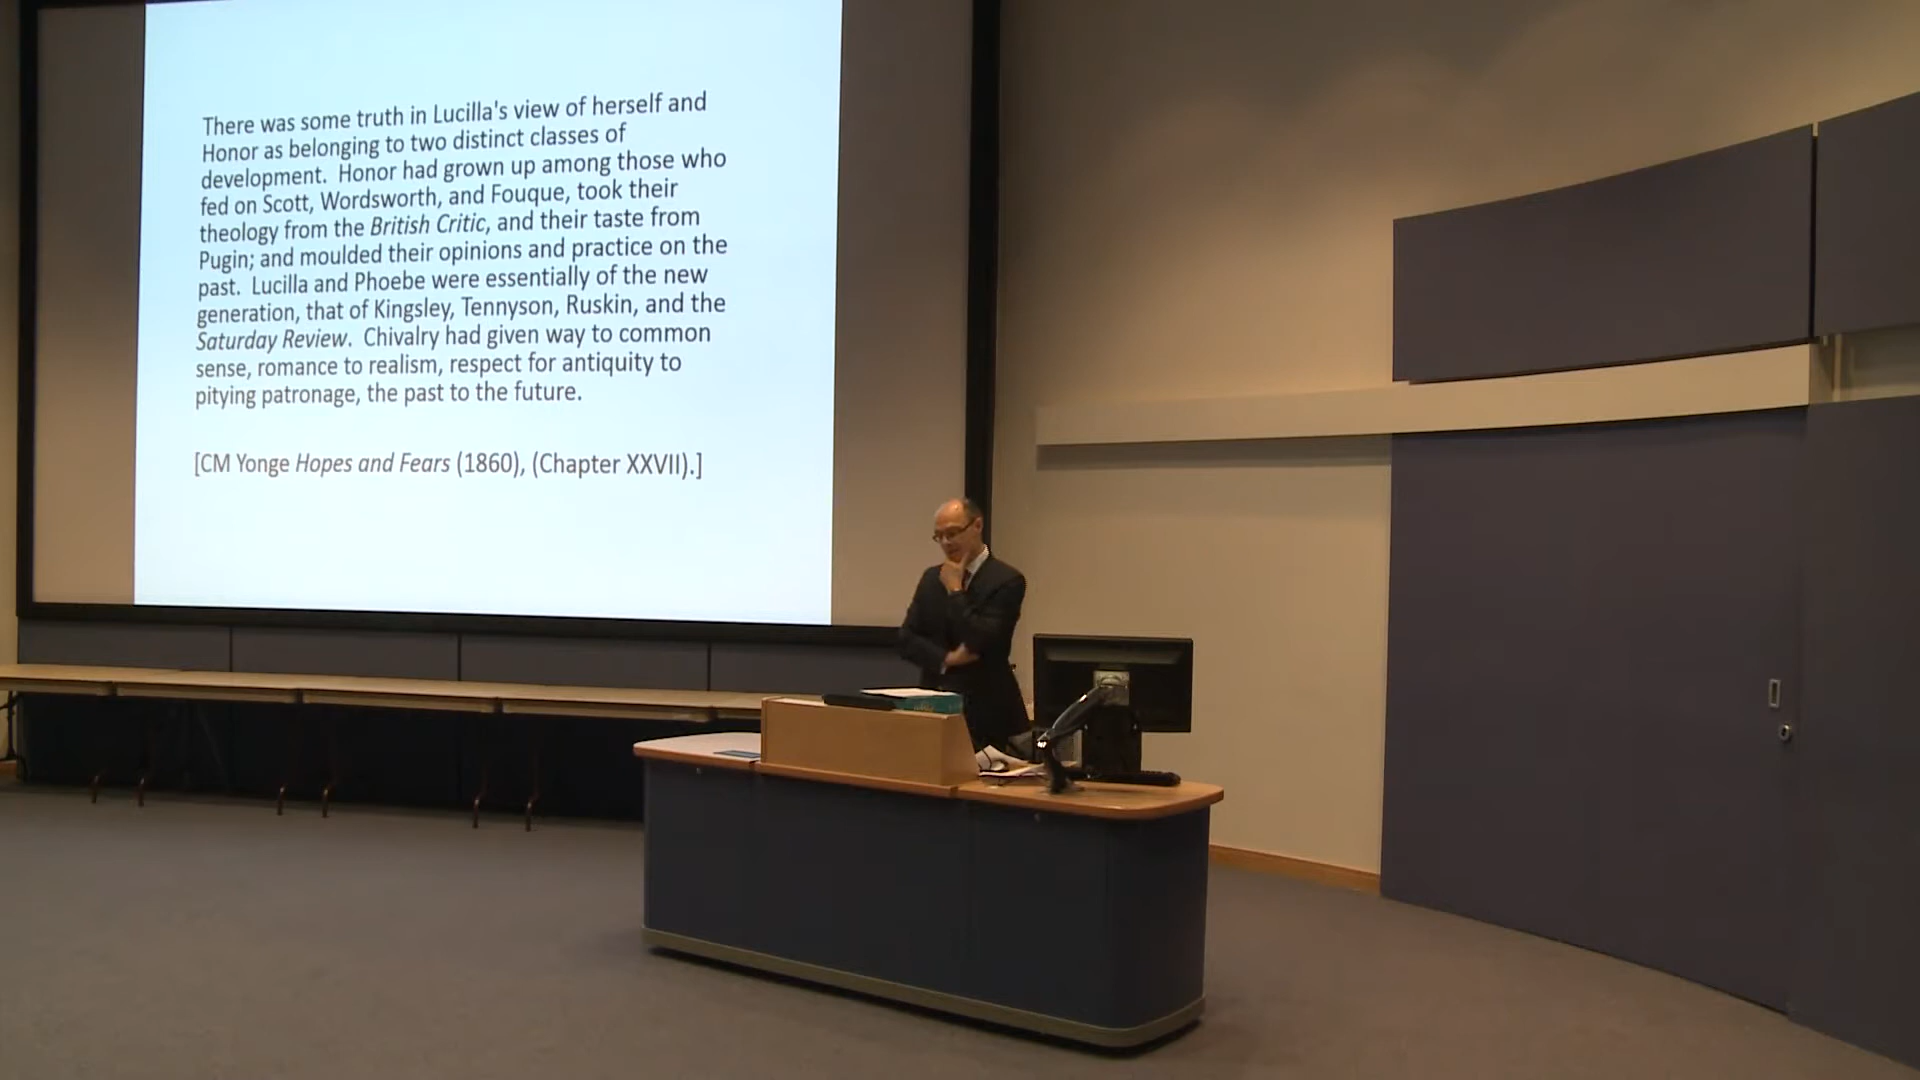 There was some truth in Lucilla's view of herself and
Honor as belonging to two distinct classes of
development. Honor had grown up among those who
fed on Scott, Wordsworth, and Fouque, took their
theology from the British Critic, and their taste from
Pugin; and moulded their opinions and practice on the
past. Lucilla and Phoebe were essentially of the new
generation, that of Kingsley, Tennyson, Ruskin, and the
Saturday Review. Chivalry had given way to common
sense, romance to realism, respect for antiquity to
pitying patronage, the past to the future.
[CM Yonge Hopes and Fears (1860), (Chapter XXVII).]